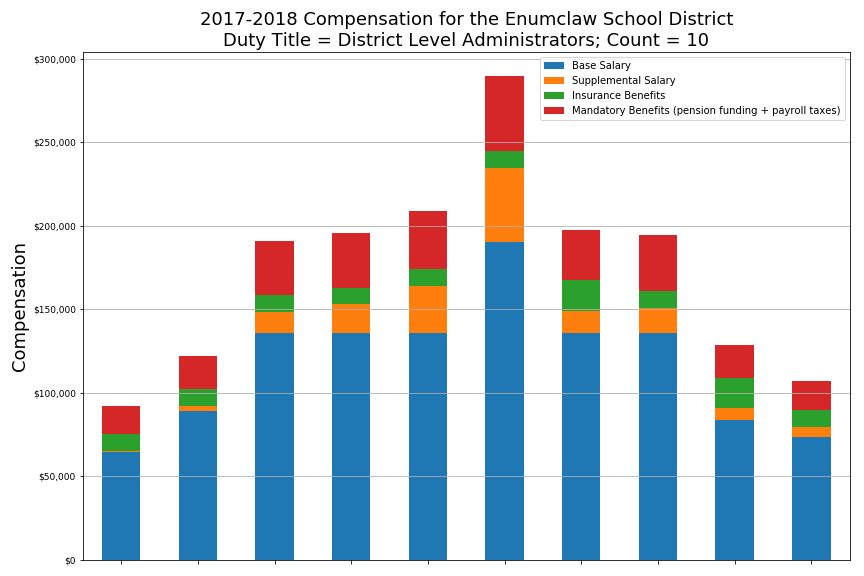 2017-2018 Compensation for the Enumclaw School District
Duty Title = District Level Administrators; Count = 10
Base Salary
Supplemental Salary
Insurance Benefits
Mandatory Benefits (pension funding + payroll taxes)
Compensation
$300,000
$250,000
$200,000
$150,000
$100,000
$50,000
$0